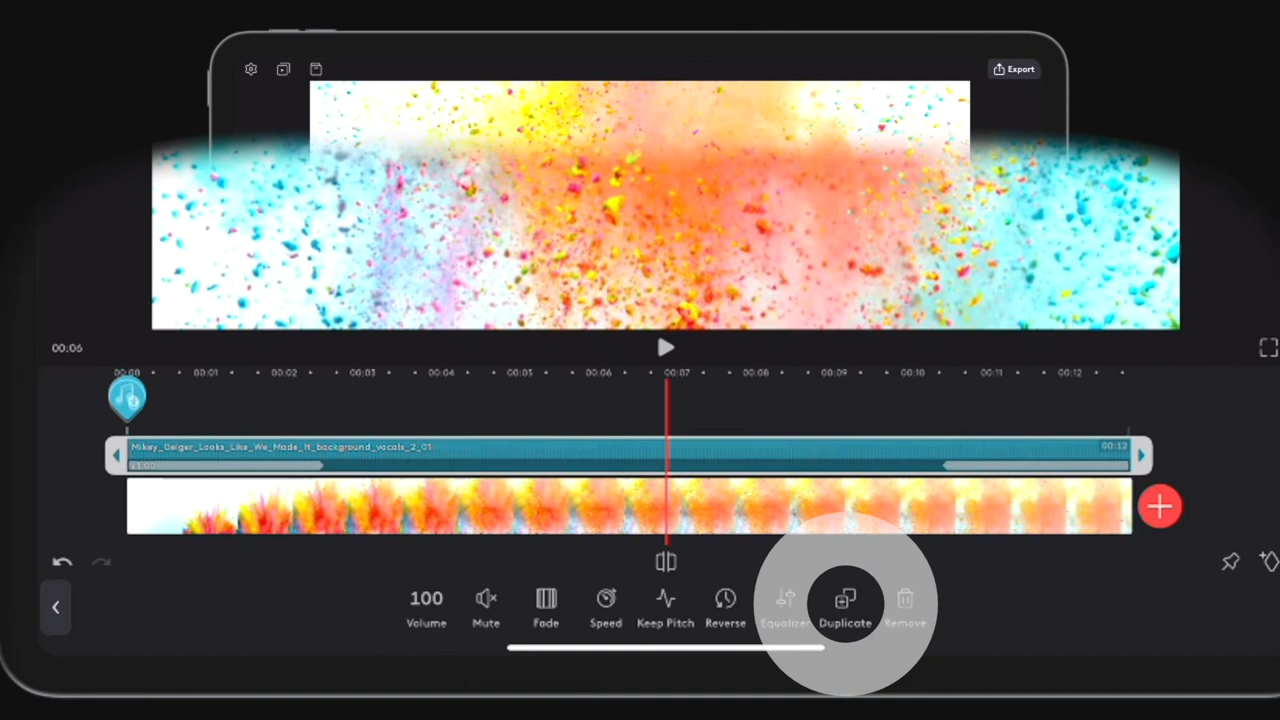 Export
00:06
00:00 00:01 00:02 00:03 00:04 00:05 00:06 00:07 00:08 00:09 00:10 00:11 00:12
Mikey_Geiger_Looks_Like_We_Made_It_background_vocals_2_01
00:12
100
Volume Mute Fade Speed Keep Pitch Reverse Equalizer Duplicate Remove